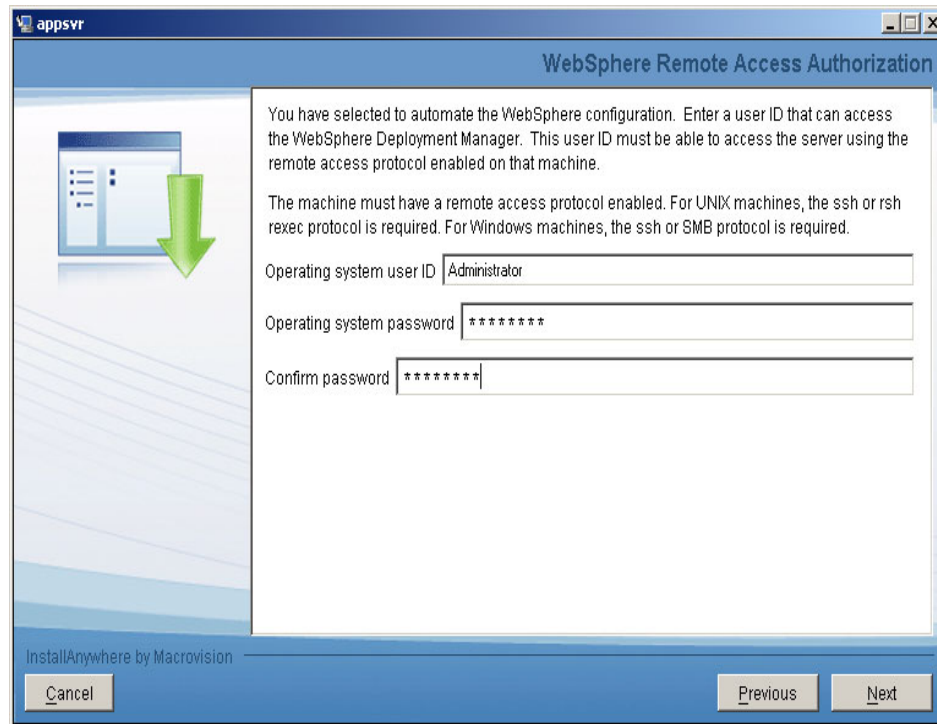 appsvr
WebSphere Remote Access Authorization
You have selected to automate the WebSphere configuration. Enter a user ID that can access
the WebSphere Deployment Manager. This user ID must be able to access the server using the
remote access protocol enabled on that machine.
The machine must have a remote access protocol enabled. For UNIX machines, the ssh or rsh
rexec protocol is required. For Windows machines, the ssh or SMB protocol is required.
Operating system user ID Administrator
Operating system password ********
Confirm password ********
InstallAnywhere by Macrovision
Cancel Previous Next